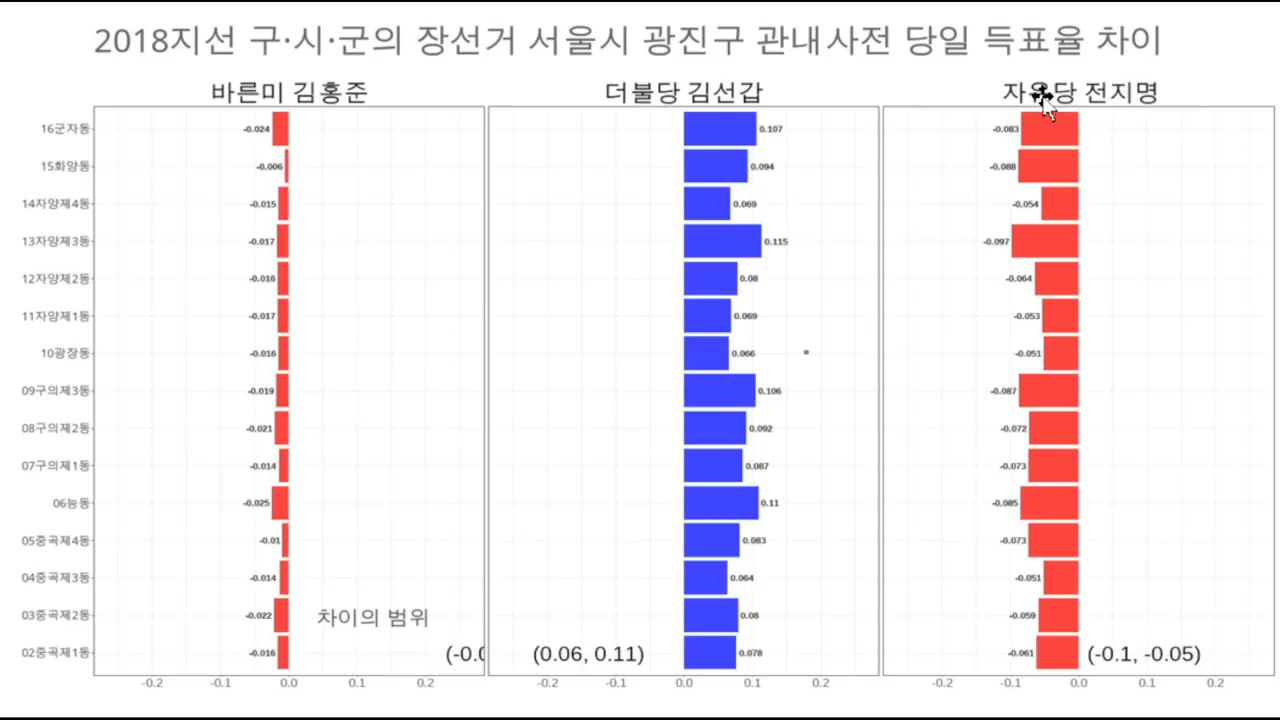 2018지선 구·시·군의 장선거 서울시 광진구 관내사전 당일 득표율 차이
바른미 김홍준 더불당 김선갑 자유당 전지명
16군자동 -0.024 0.107 -0.083
15화양동 -0.006 0.094 -0.088
14자양제4동 -0.015 0.069 -0.054
13자양제3동 -0.017 0.115 -0.097
12자양제2동 -0.016 0.08 -0.064
11자양제1동 -0.017 0.069 -0.053
10광장동 -0.016 0.066 -0.051
09구의제3동 -0.019 0.106 -0.087
08구의제2동 -0.021 0.092 -0.072
07구의제1동 -0.014 0.087 -0.073
06능동 -0.025 0.11 -0.085
05중곡제4동 -0.01 0.083 -0.073
04중곡제3동 -0.014 0.064 -0.051
03중곡제2동 -0.022 차이의 범위 0.08 -0.059
02중곡제1동 -0.016 (-0.0 (0.06, 0.11) 0.078 -0.061 (-0.1, -0.05)
-0.2 -0.1 0.0 0.1 0.2 -0.2 -0.1 0.0 0.1 0.2 -0.2 -0.1 0.0 0.1 0.2